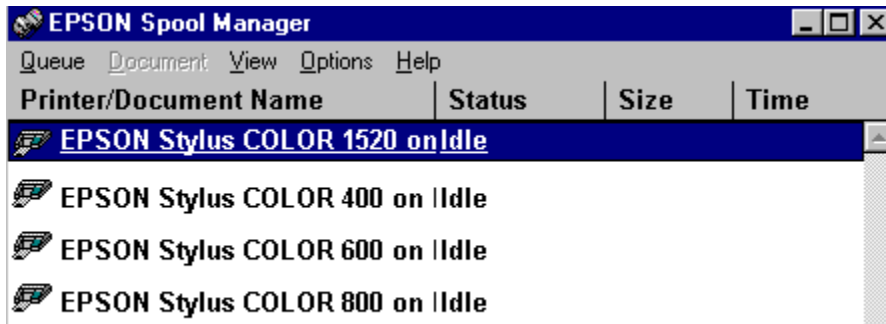 EPSON Spool Manager
Queue Document View Options Help
Printer/Document Name Status Size Time
EPSON Stylus COLOR 1520 on Idle
EPSON Stylus COLOR 400 on Idle
EPSON Stylus COLOR 600 on Idle
EPSON Stylus COLOR 800 on Idle